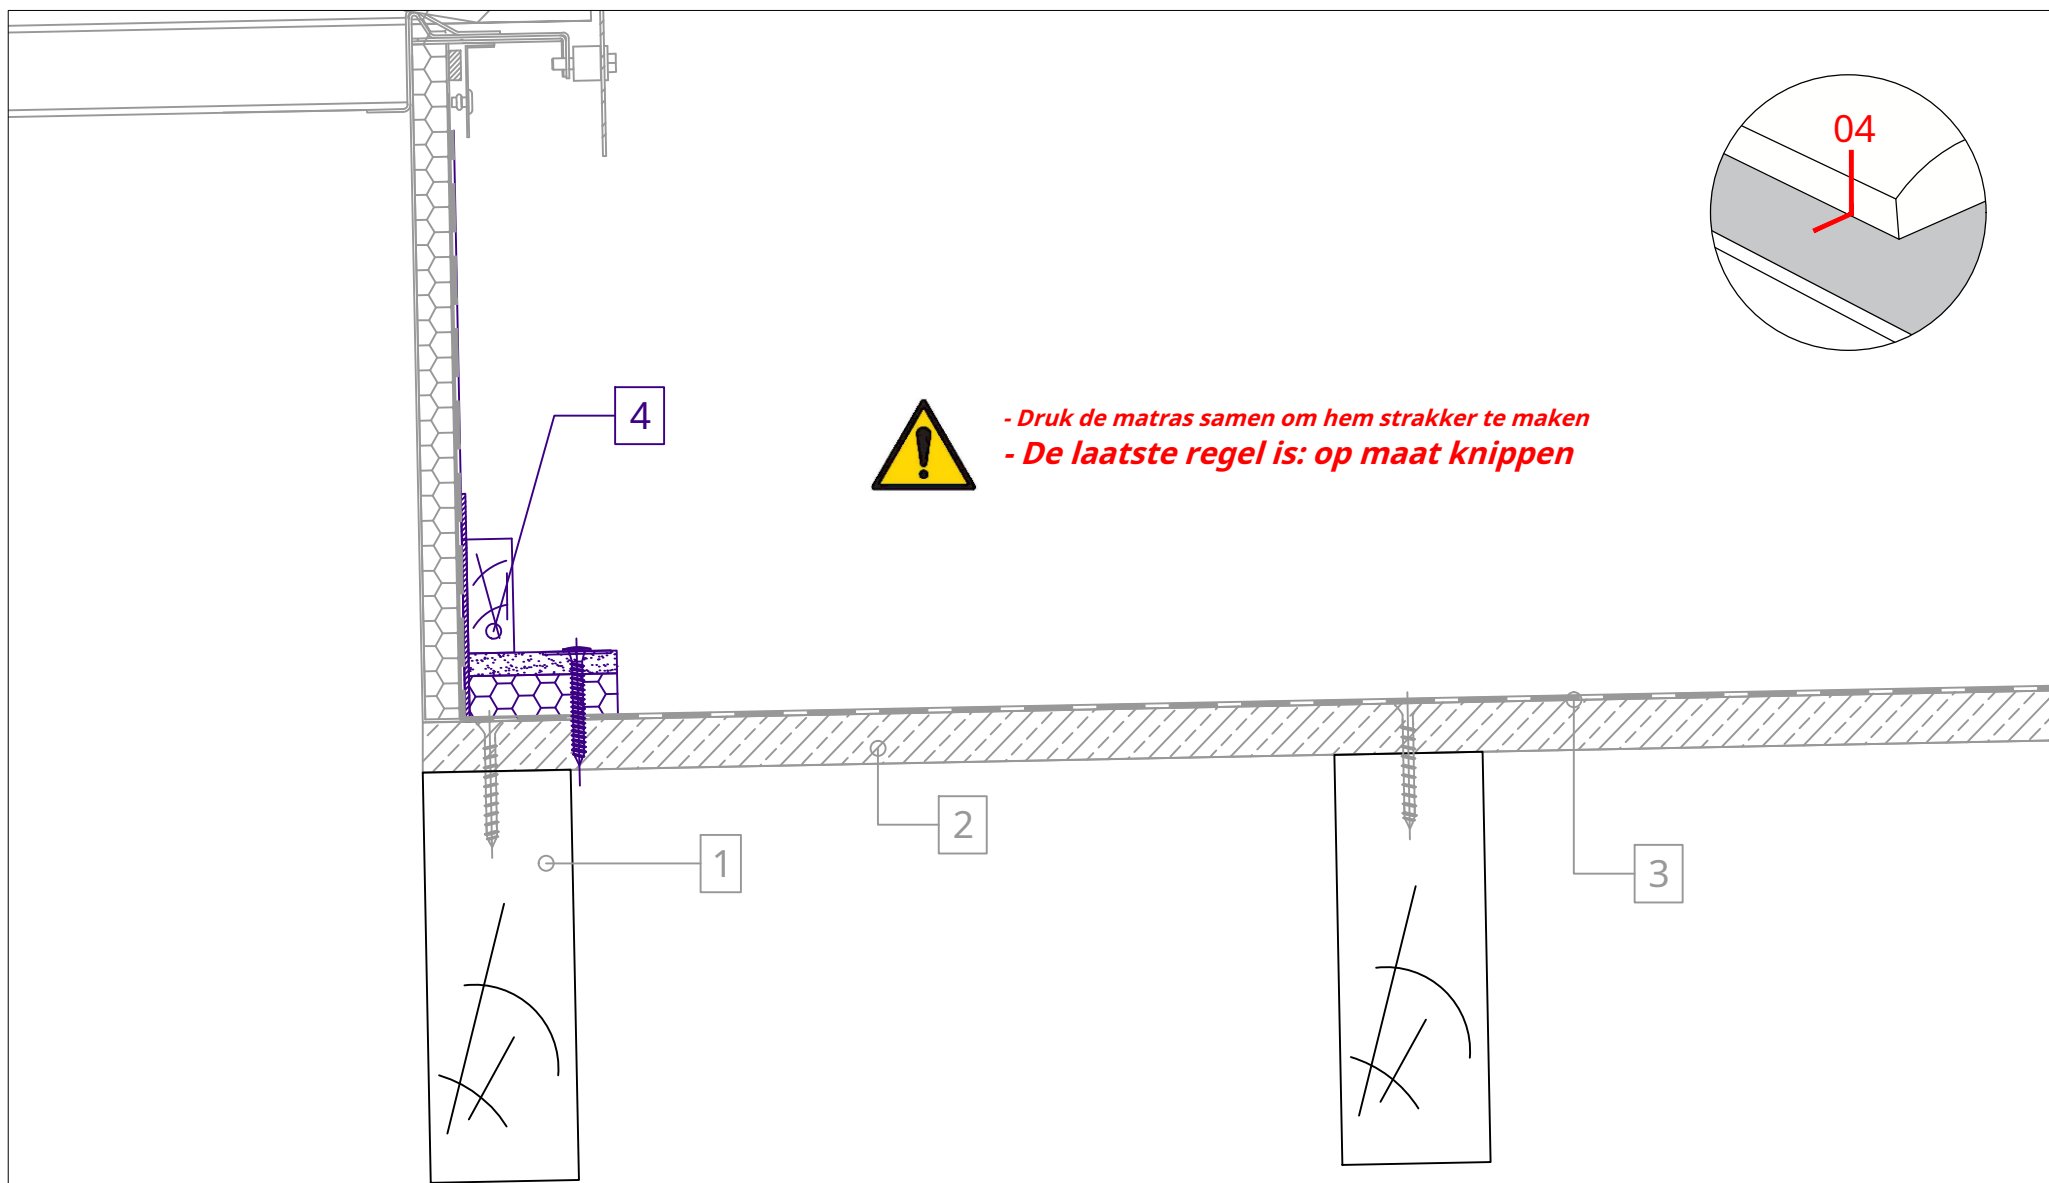 04
4
- Druk de matras samen om hem strakker te maken
- De laatste regel is: op maat knippen
2
1
3